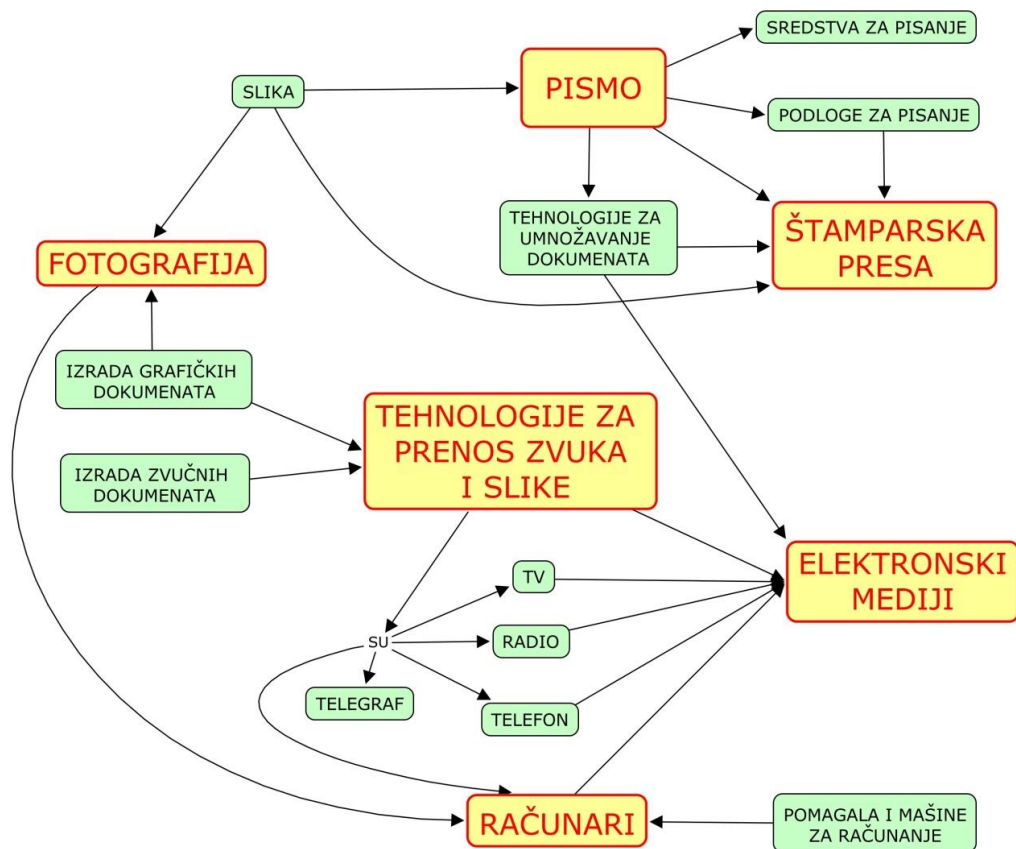 SREDSTVA ZA PISANJE
PISMO
SLIKA
PODLOGE ZA PISANJE
TEHNOLOGIJE ZA
UMNOŽAVANJE
DOKUMENATA
ŠTAMPARSKA
PRESA
FOTOGRAFIJA
IZRADA GRAFIČKIH
DOKUMENATA
TEHNOLOGIJE ZA
PRENOS ZVUKA
I SLIKE
IZRADA ZVUČNIH
DOKUMENATA
ELEKTRONSKI
MEDIJI
TV
SU
RADIO
TELEGRAF
TELEFON
RAČUNARI
POMAGALA I MAŠINE
ZA RAČUNANJE